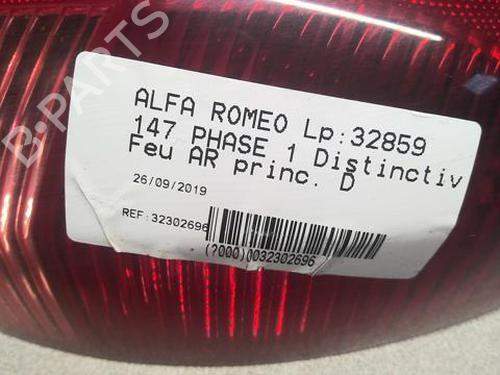 B-PARTS
ALFA ROMEO Lp:32859
147 PHASE 1 Distinctiv
Feu AR princ. D
26/09/2019
REF:32302696
(?000)0032302696